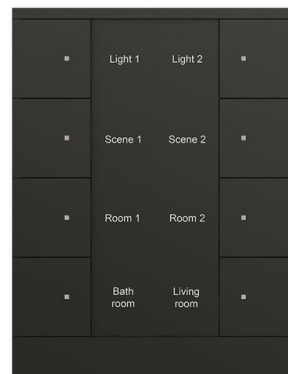 Light 1 Light 2
Scene 1 Scene 2
Room 1 Room 2
Bath Living
room room